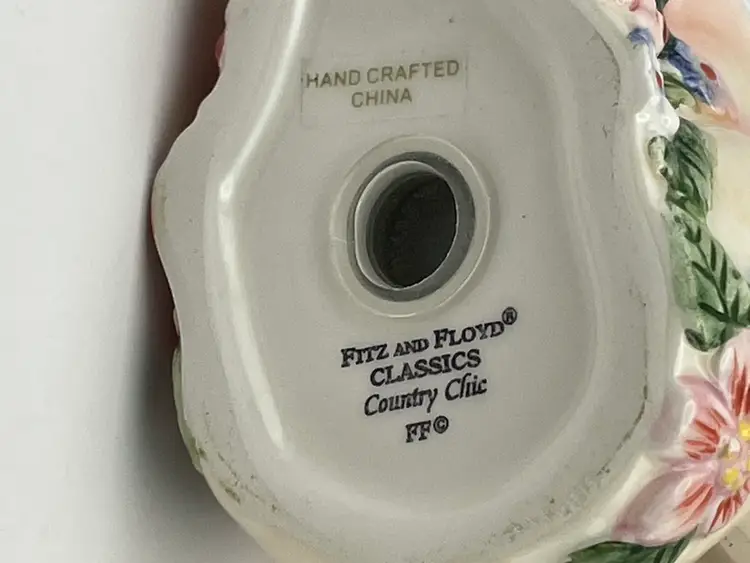 HAND CRAFTED
CHINA
FITZ AND FLOYD®
CLASSICS
Country Chic
FF©